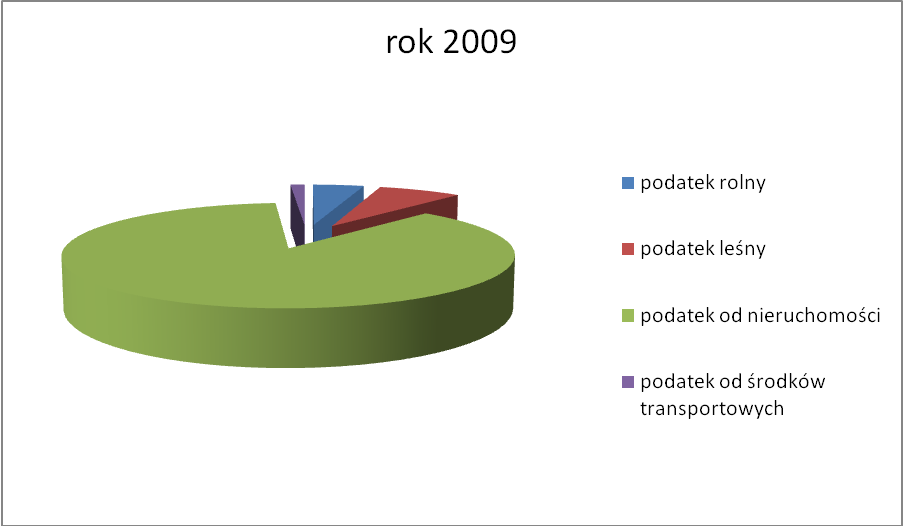 rok 2009
podatek rolny
podatek leśny
podatek od nieruchomości
podatek od środków
transportowych